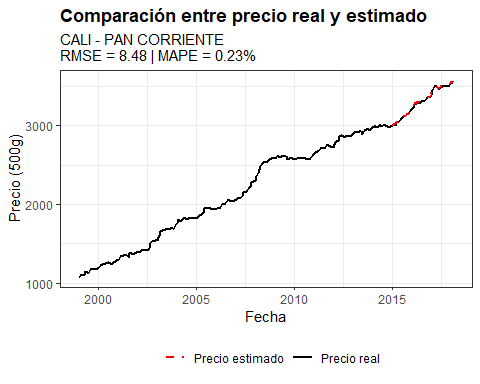 Comparación entre precio real y estimado
CALI - PAN CORRIENTE
RMSE = 8.48 | MAPE = 0.23%
Precio (500g)
3000
2000
1000
2000
2005
2010
2015
Fecha
Precio estimado
Precio real